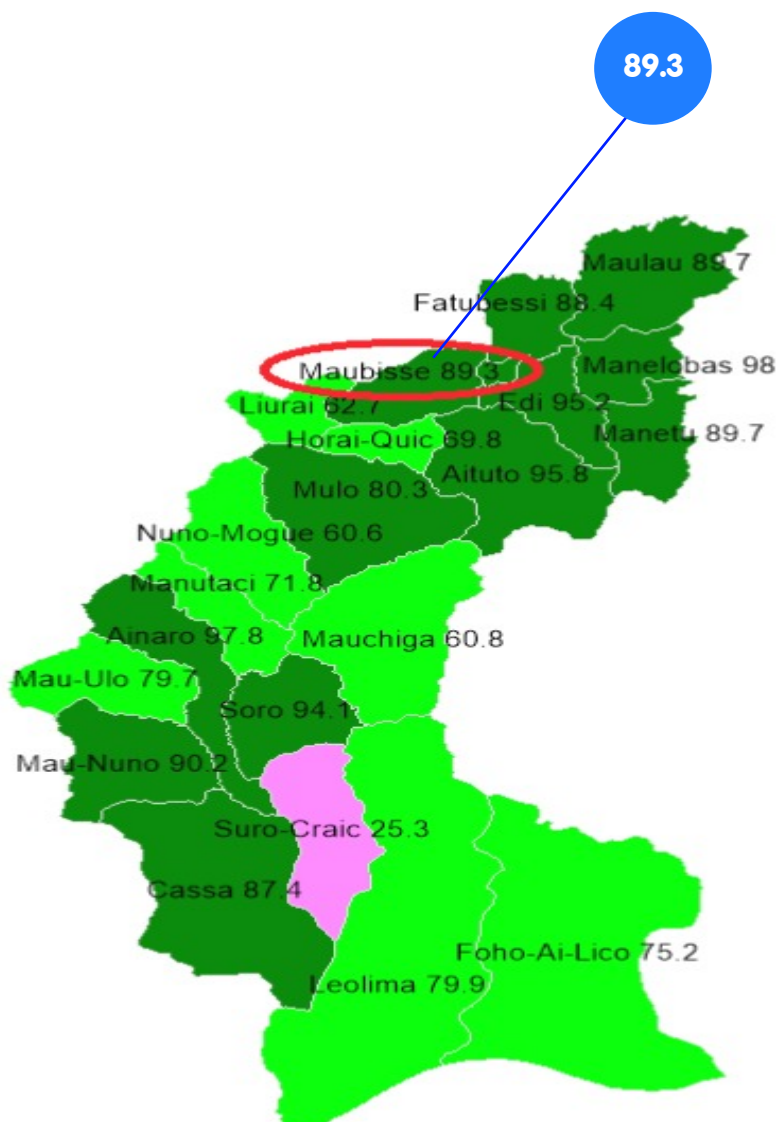 89.3
Maulau 89.7
Fatubessi 88.4
Maubisse 89.3
Manelobas 98
Liurai 62.7
Edi 95.2
Horai-Quic 69.8
Manetu 89.7
Aituto 95.8
Mulo 80.3
Nuno-Mogue 60.6
Manutaci 71.8
Ainaro 97.8
Mauchiga 60.8
Mau-Ulo 79.7
Soro 94.1
Mau-Nuno 90.2
Suro-Craic 25.3
Cassa 87.4
Foho-Ai-Lico 75.2
Leolima 79.9